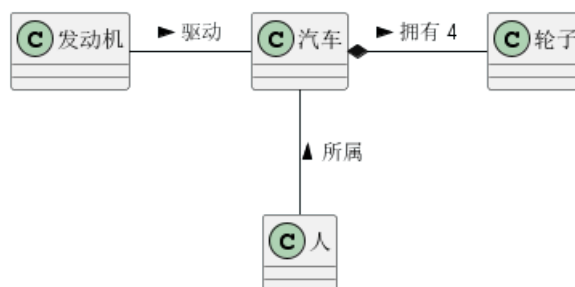 C 发动机
► 驱动
C 汽车
► 拥有 4
C 轮子
▲ 所属
C 人